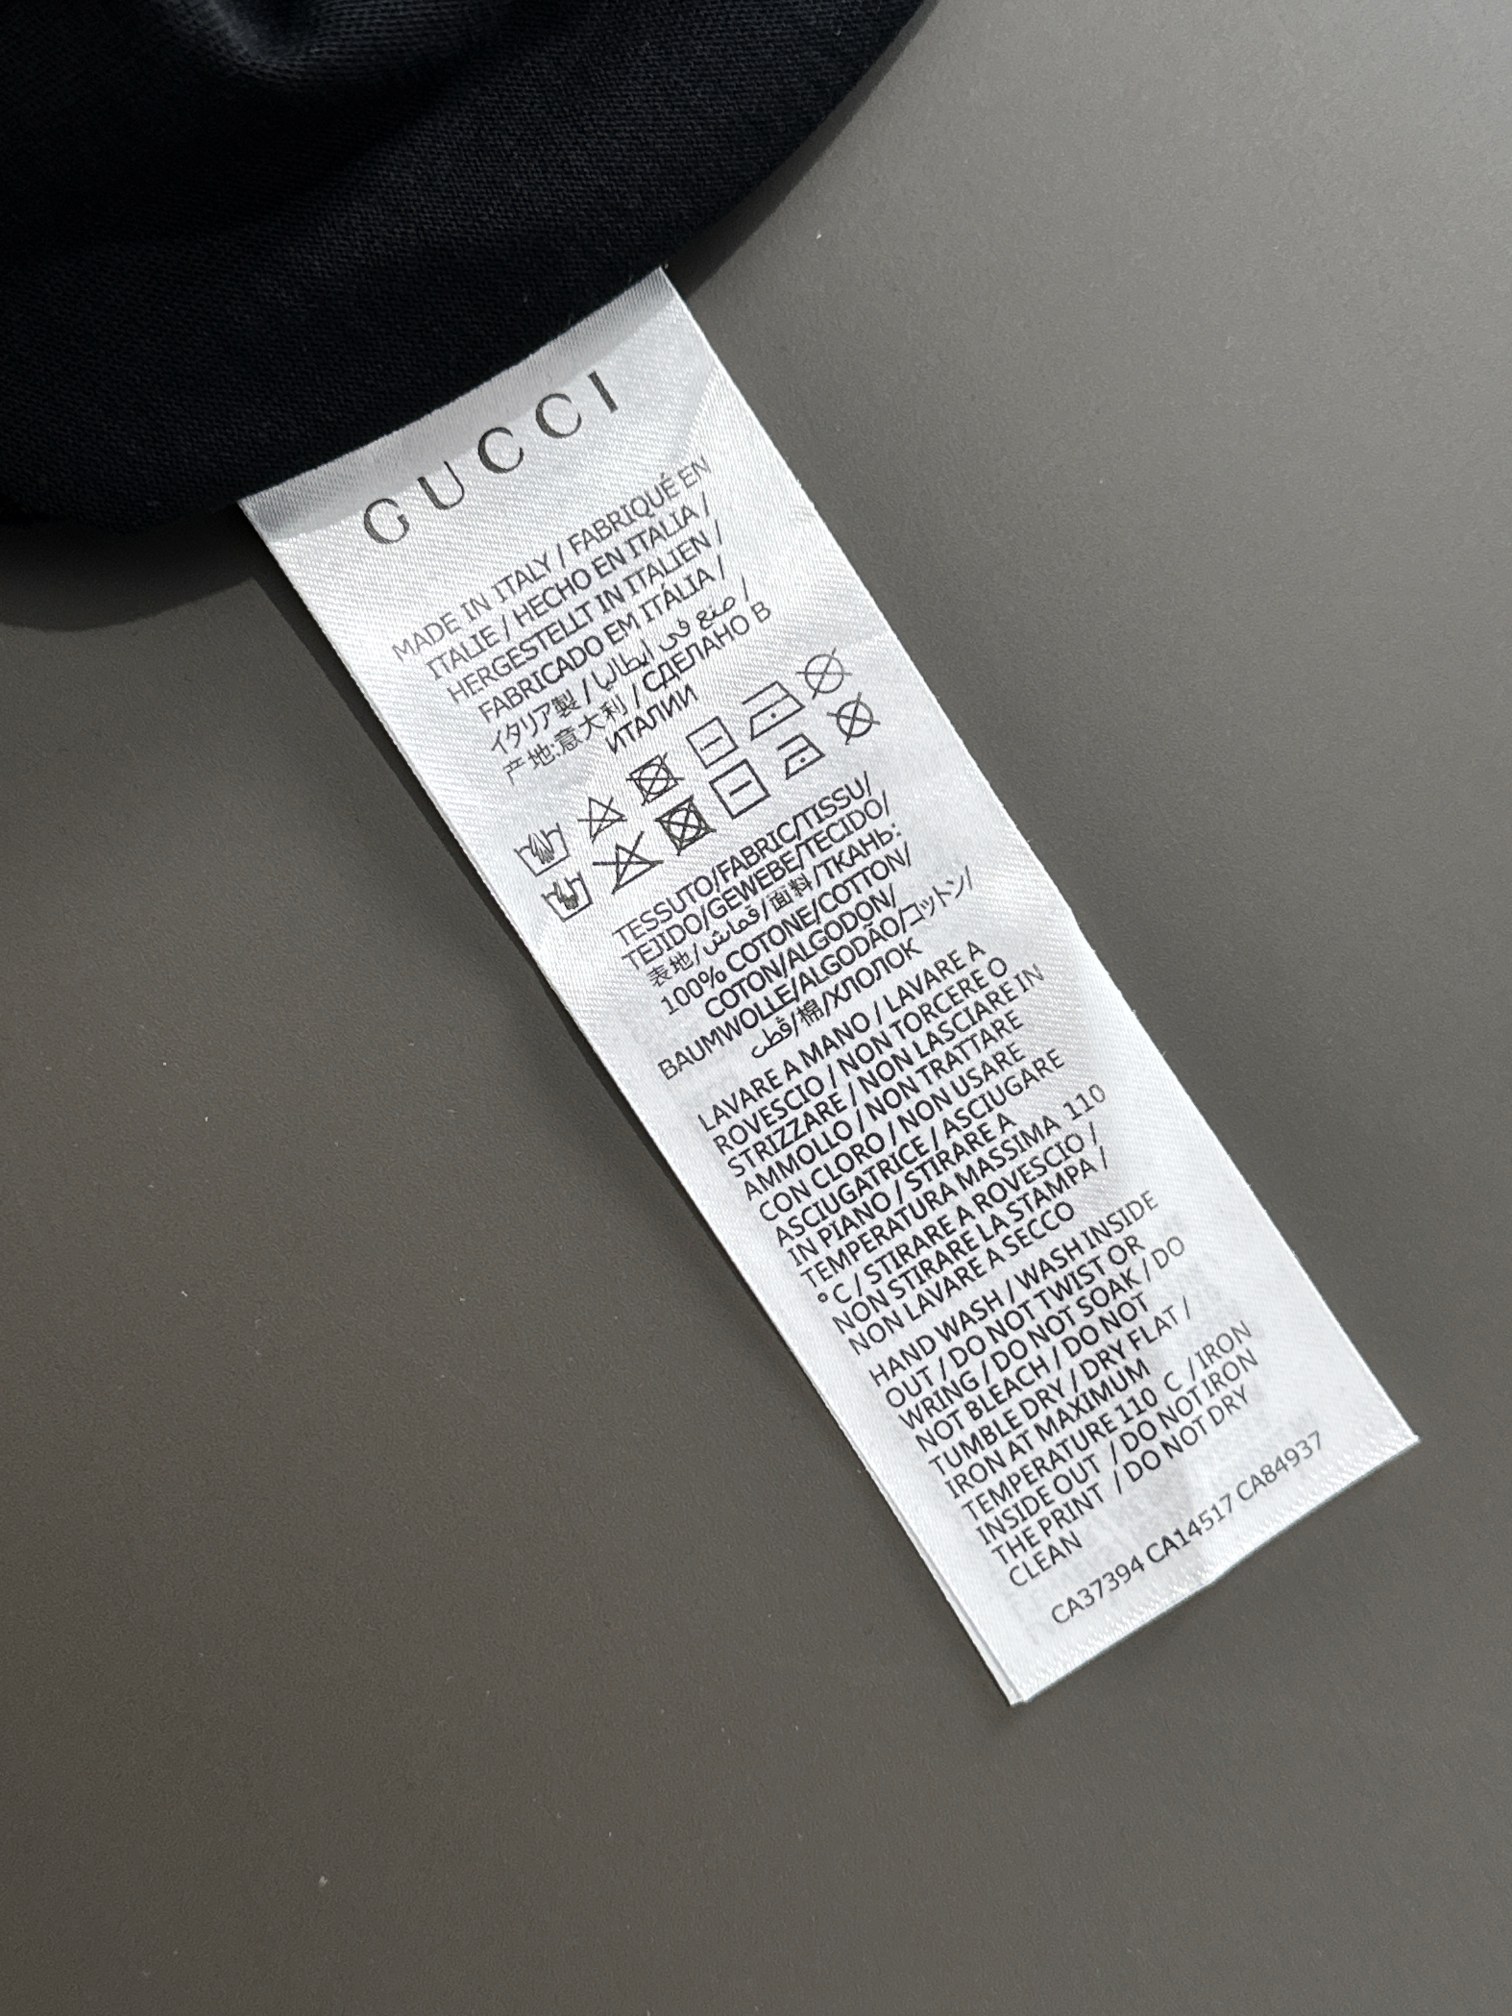 GUCCI
MADE IN ITALY / FABRIQUÉ EN
ITALIE / HECHO EN ITALIA /
HERGESTELLT IN ITALIEN /
FABRICADO EM ITÁLIA /
イタリア製 / صنع في ايطاليا /
产地:意大利 / СДЕЛАНО В
ИТАЛИИ
TESSUTO/FABRIC/TISSU/
TEJIDO/GEWEBE/TECIDO/
表地/قماش/面料/ТКАНЬ:
100% COTONE/COTTON/
COTON/ALGODON/
BAUMWOLLE/ALGODÃO/コットン/
قطن/棉/ХЛОПОК
LAVARE A MANO / LAVARE A
ROVESCIO / NON TORCERE O
STRIZZARE / NON LASCIARE IN
AMMOLLO / NON TRATTARE
CON CLORO / NON USARE
ASCIUGATRICE / ASCIUGARE
IN PIANO / STIRARE A
TEMPERATURA MASSIMA 110
°C / STIRARE A ROVESCIO /
NON STIRARE LA STAMPA /
NON LAVARE A SECCO
HAND WASH / WASH INSIDE
OUT / DO NOT TWIST OR
WRING / DO NOT SOAK / DO
NOT BLEACH / DO NOT
TUMBLE DRY / DRY FLAT /
IRON AT MAXIMUM
TEMPERATURE 110 C / IRON
INSIDE OUT / DO NOT IRON
THE PRINT / DO NOT DRY
CLEAN
CA37394 CA14517 CA84937